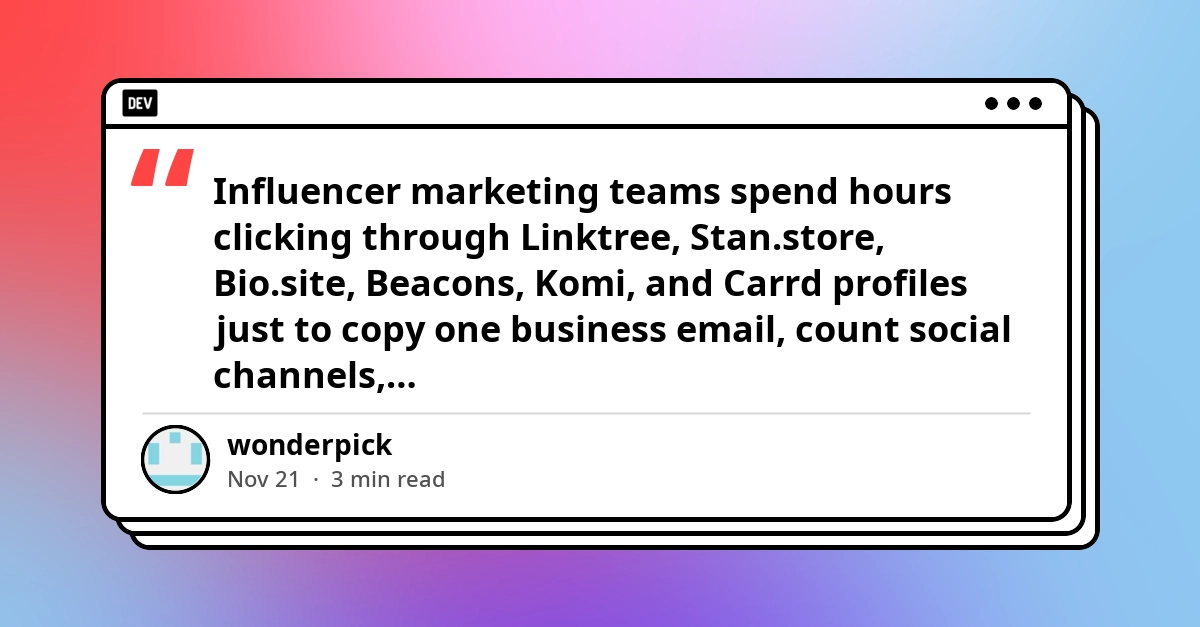 DEV
“ Influencer marketing teams spend hours
clicking through Linktree, Stan.store,
Bio.site, Beacons, Komi, and Carrd profiles
just to copy one business email, count social
channels,...
wonderpick
Nov 21 · 3 min read